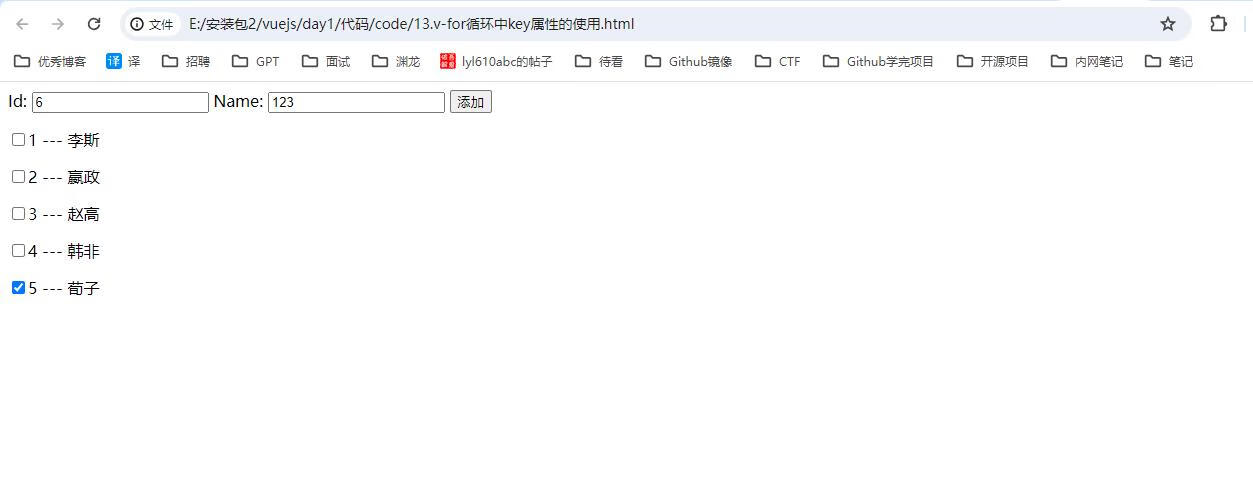 文件 E:/安装包2/vuejs/day1/代码/code/13.v-for循环中key属性的使用.html
优秀博客 译 译 招聘 GPT 面试 渊龙 lyl610abc的帖子 待看 Github镜像 CTF Github学完项目 开源项目 内网笔记 笔记
Id: 6 Name: 123 添加
1 --- 李斯
2 --- 嬴政
3 --- 赵高
4 --- 韩非
5 --- 荀子